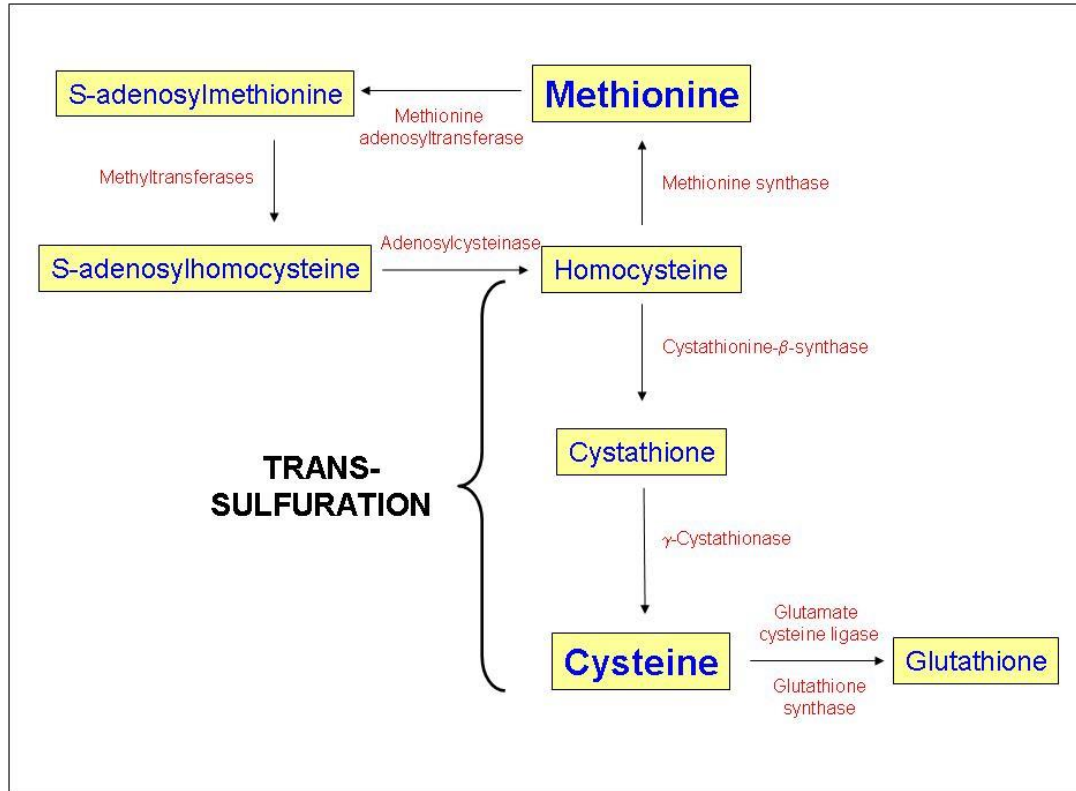 S-adenosylmethionine
Methionine
Methionine
adenosyltransferase
Methyltransferases
Methionine synthase
S-adenosylhomocysteine
Adenosylcysteinase
Homocysteine
Cystathionine-β-synthase
Cystathione
TRANS-
SULFURATION
γ-Cystathionase
Cysteine
Glutamate
cysteine ligase
Glutathione
synthase
Glutathione